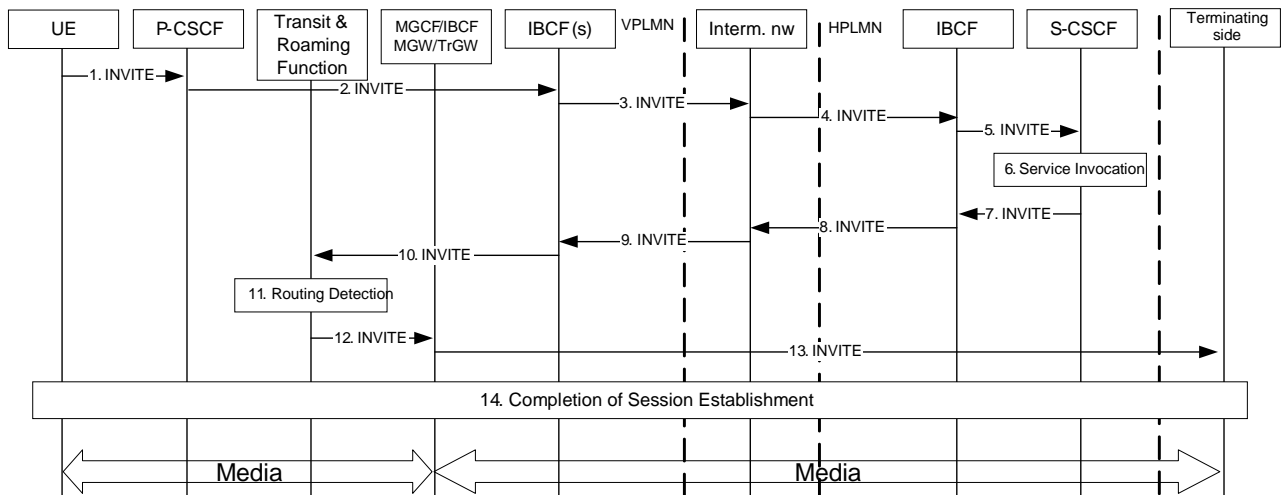 UE
P-CSCF
Transit &
Roaming
Function
MGCF/IBCF
MGW/TrGW
IBCF(s)
VPLMN
Interm. nw
HPLMN
IBCF
S-CSCF
Terminating
side
1. INVITE
2. INVITE
3. INVITE
4. INVITE
5. INVITE
6. Service Invocation
7. INVITE
8. INVITE
9. INVITE
10. INVITE
11. Routing Detection
12. INVITE
13. INVITE
14. Completion of Session Establishment
Media
Media